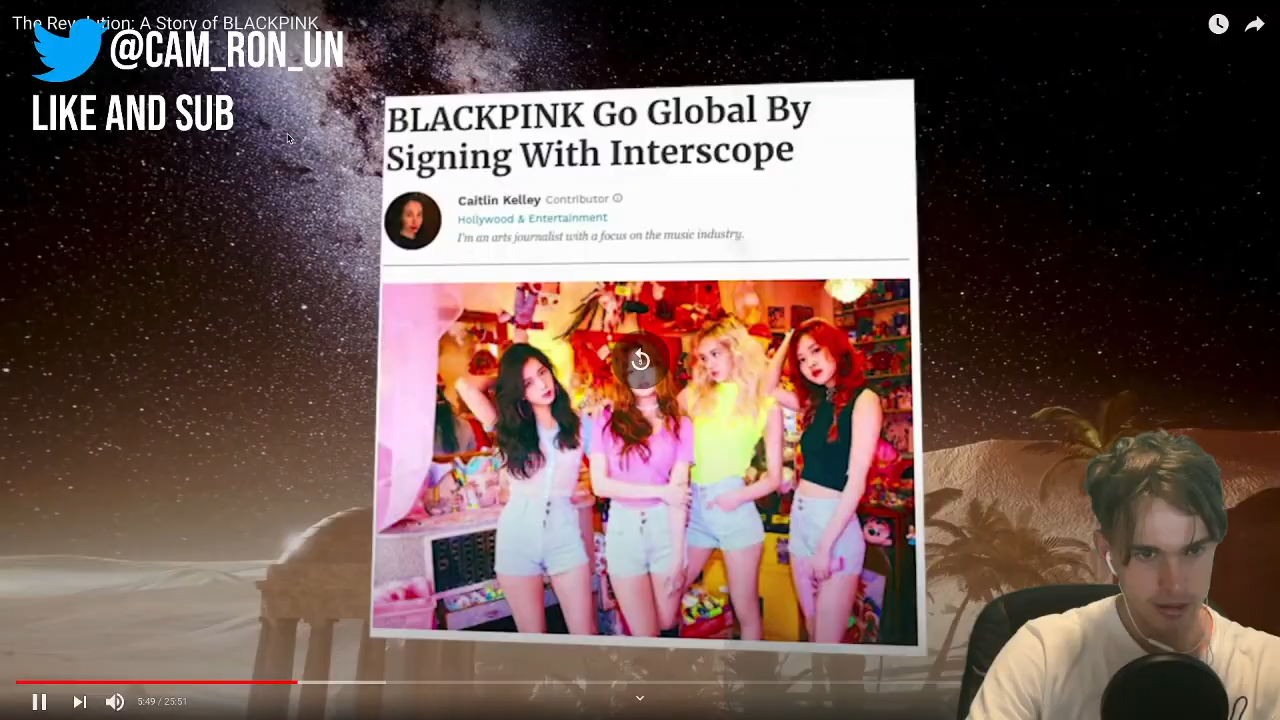 The Revolution: A Story of BLACKPINK
@CAM_RON_UN
LIKE AND SUB
BLACKPINK Go Global By
Signing With Interscope
Caitlin Kelley Contributor
Hollywood & Entertainment
I'm an arts journalist with a focus on the music industry.
5:49 / 25:51